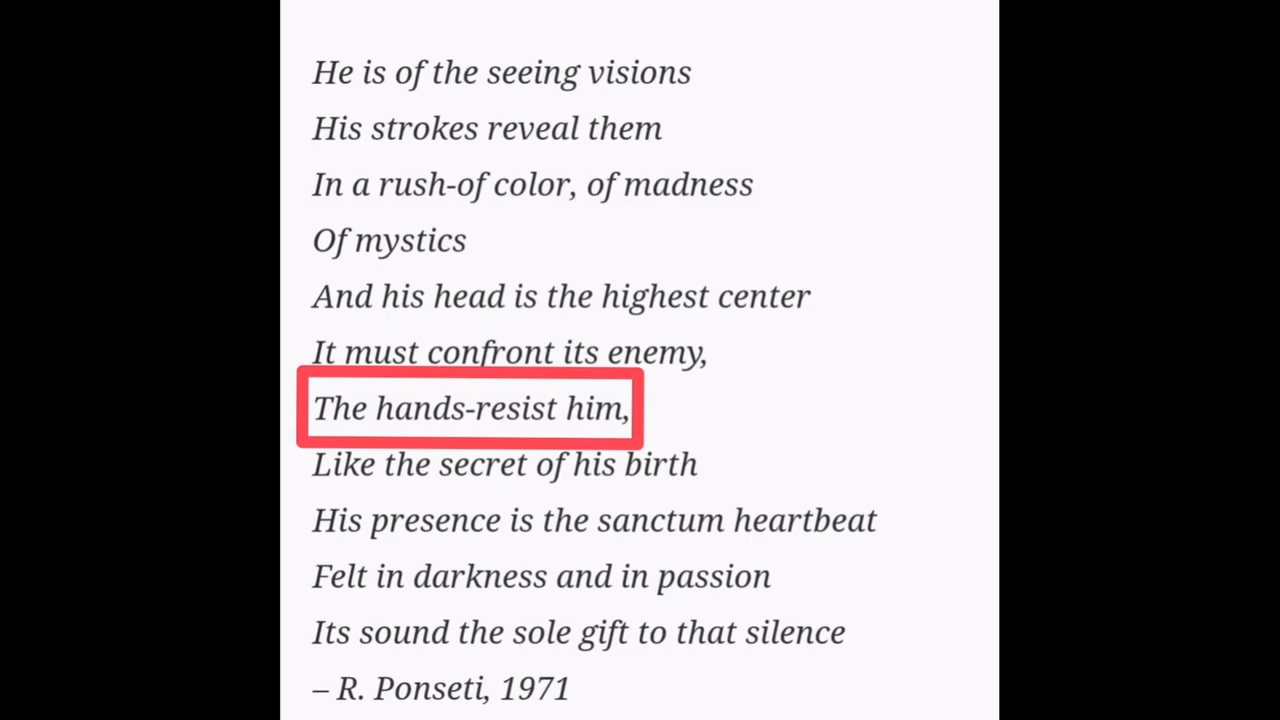 He is of the seeing visions
His strokes reveal them
In a rush-of color, of madness
Of mystics
And his head is the highest center
It must confront its enemy,
The hands-resist him,
Like the secret of his birth
His presence is the sanctum heartbeat
Felt in darkness and in passion
Its sound the sole gift to that silence
– R. Ponseti, 1971